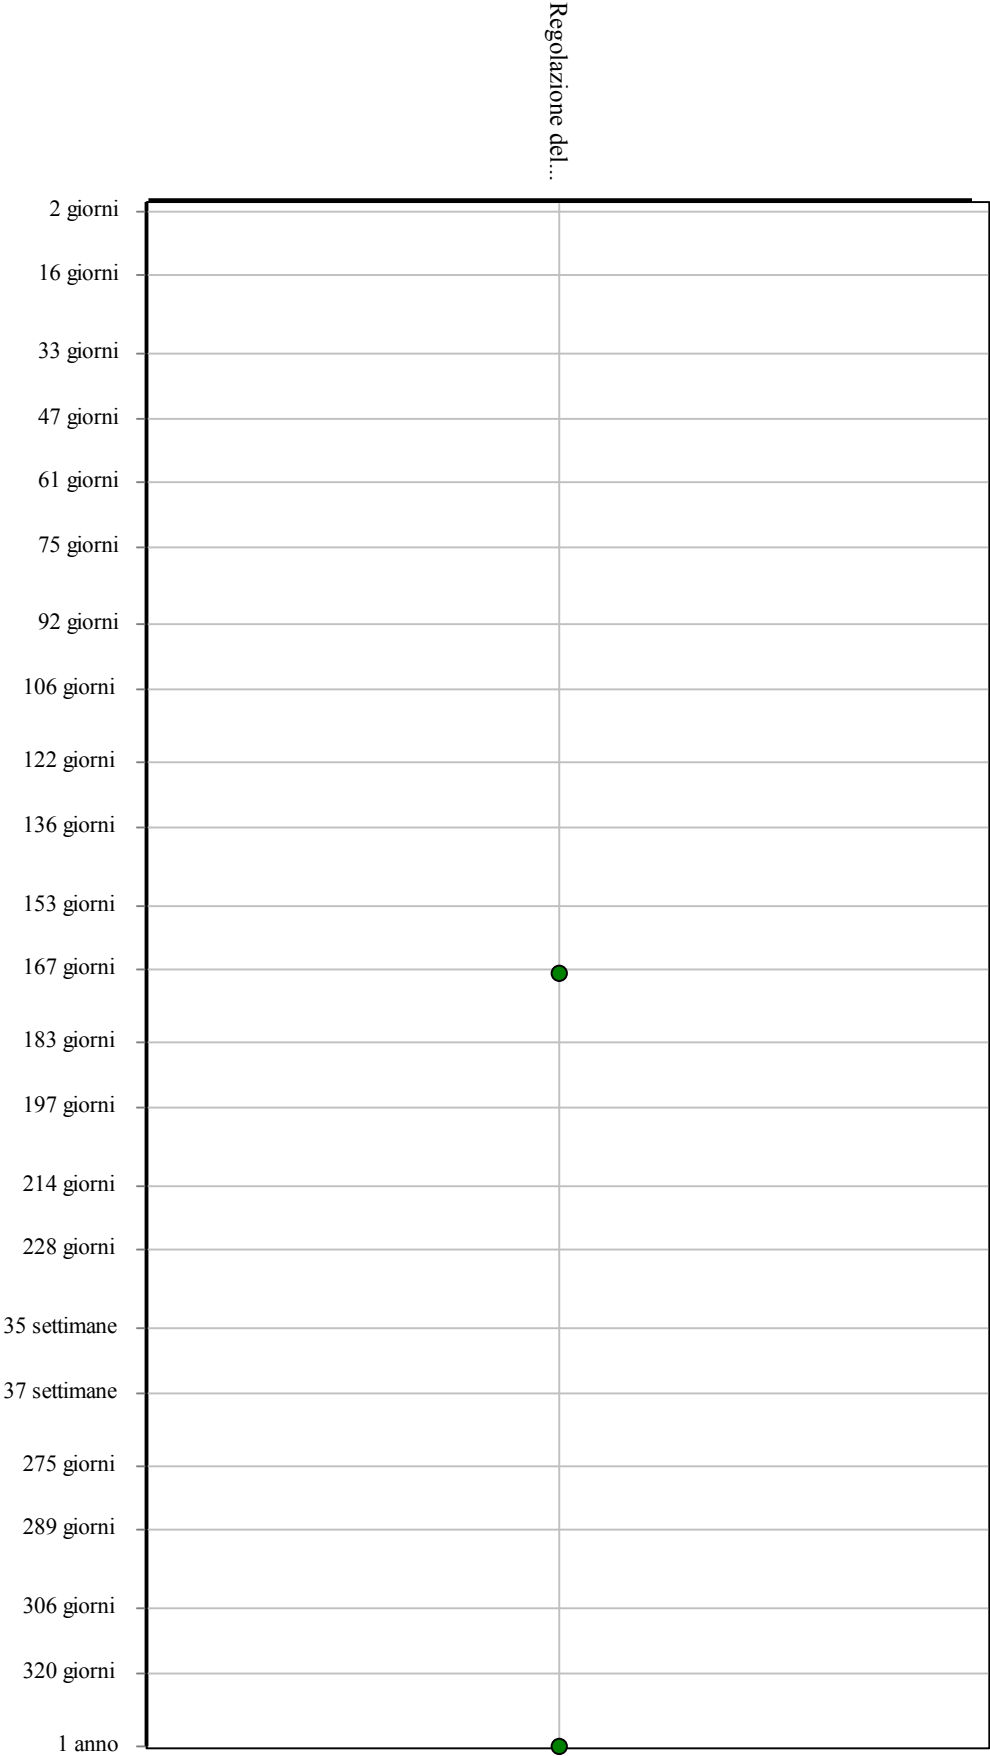 Regolazione del...
2 giorni
16 giorni
33 giorni
47 giorni
61 giorni
75 giorni
92 giorni
106 giorni
122 giorni
136 giorni
153 giorni
167 giorni
183 giorni
197 giorni
214 giorni
228 giorni
35 settimane
37 settimane
275 giorni
289 giorni
306 giorni
320 giorni
1 anno